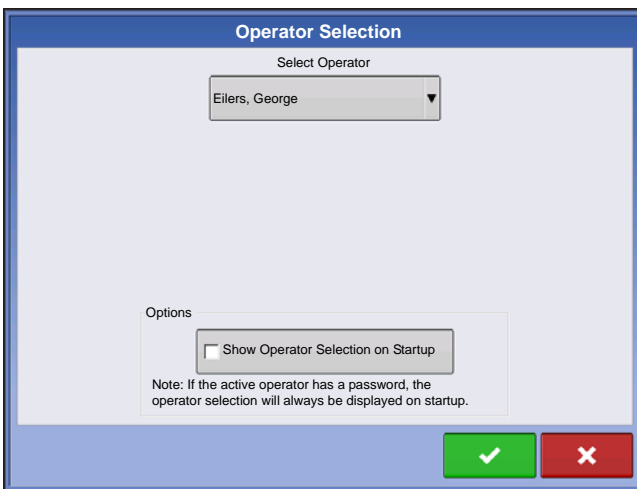 Operator Selection
Select Operator
Eilers, George
Options
Show Operator Selection on Startup
Note: If the active operator has a password, the
operator selection will always be displayed on startup.